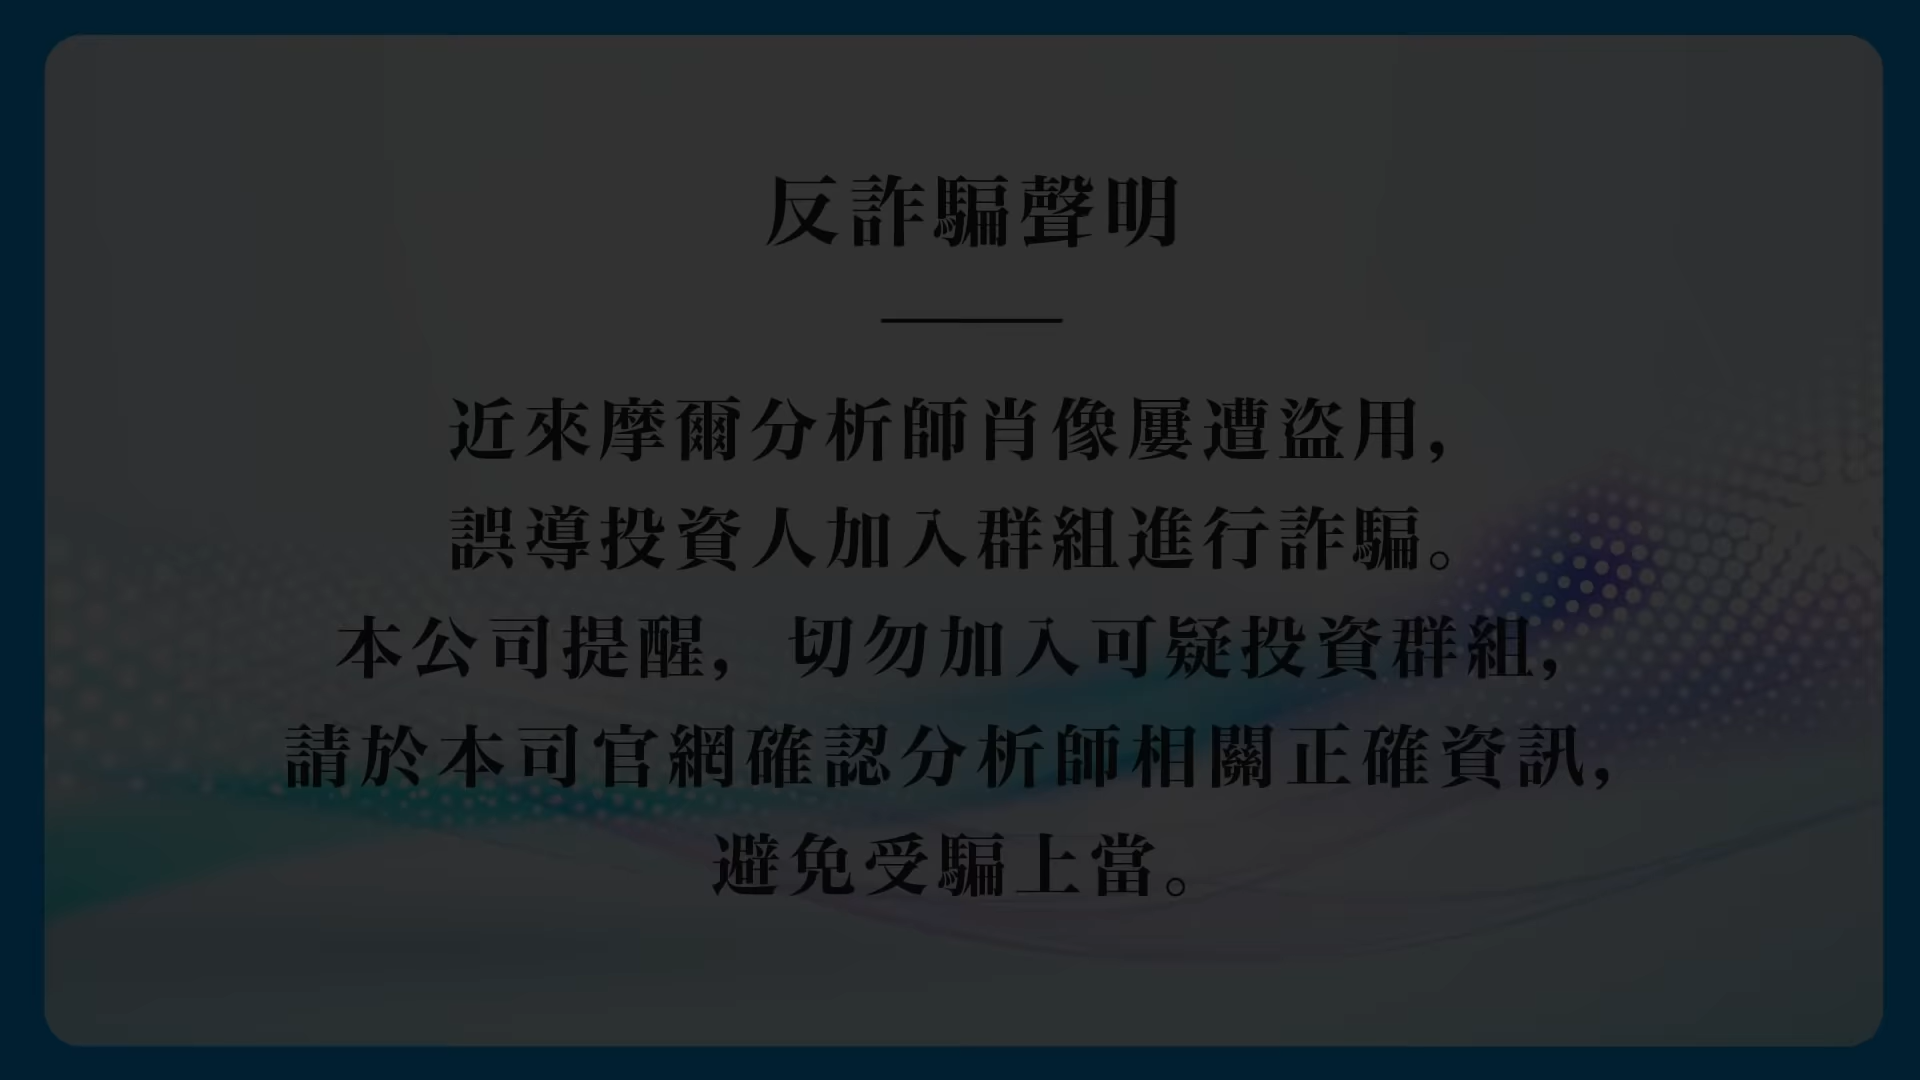 反詐騙聲明
近來摩爾分析師肖像屢遭盜用，
誤導投資人加入群組進行詐騙。
本公司提醒，切勿加入可疑投資群組，
請於本司官網確認分析師相關正確資訊，
避免受騙上當。